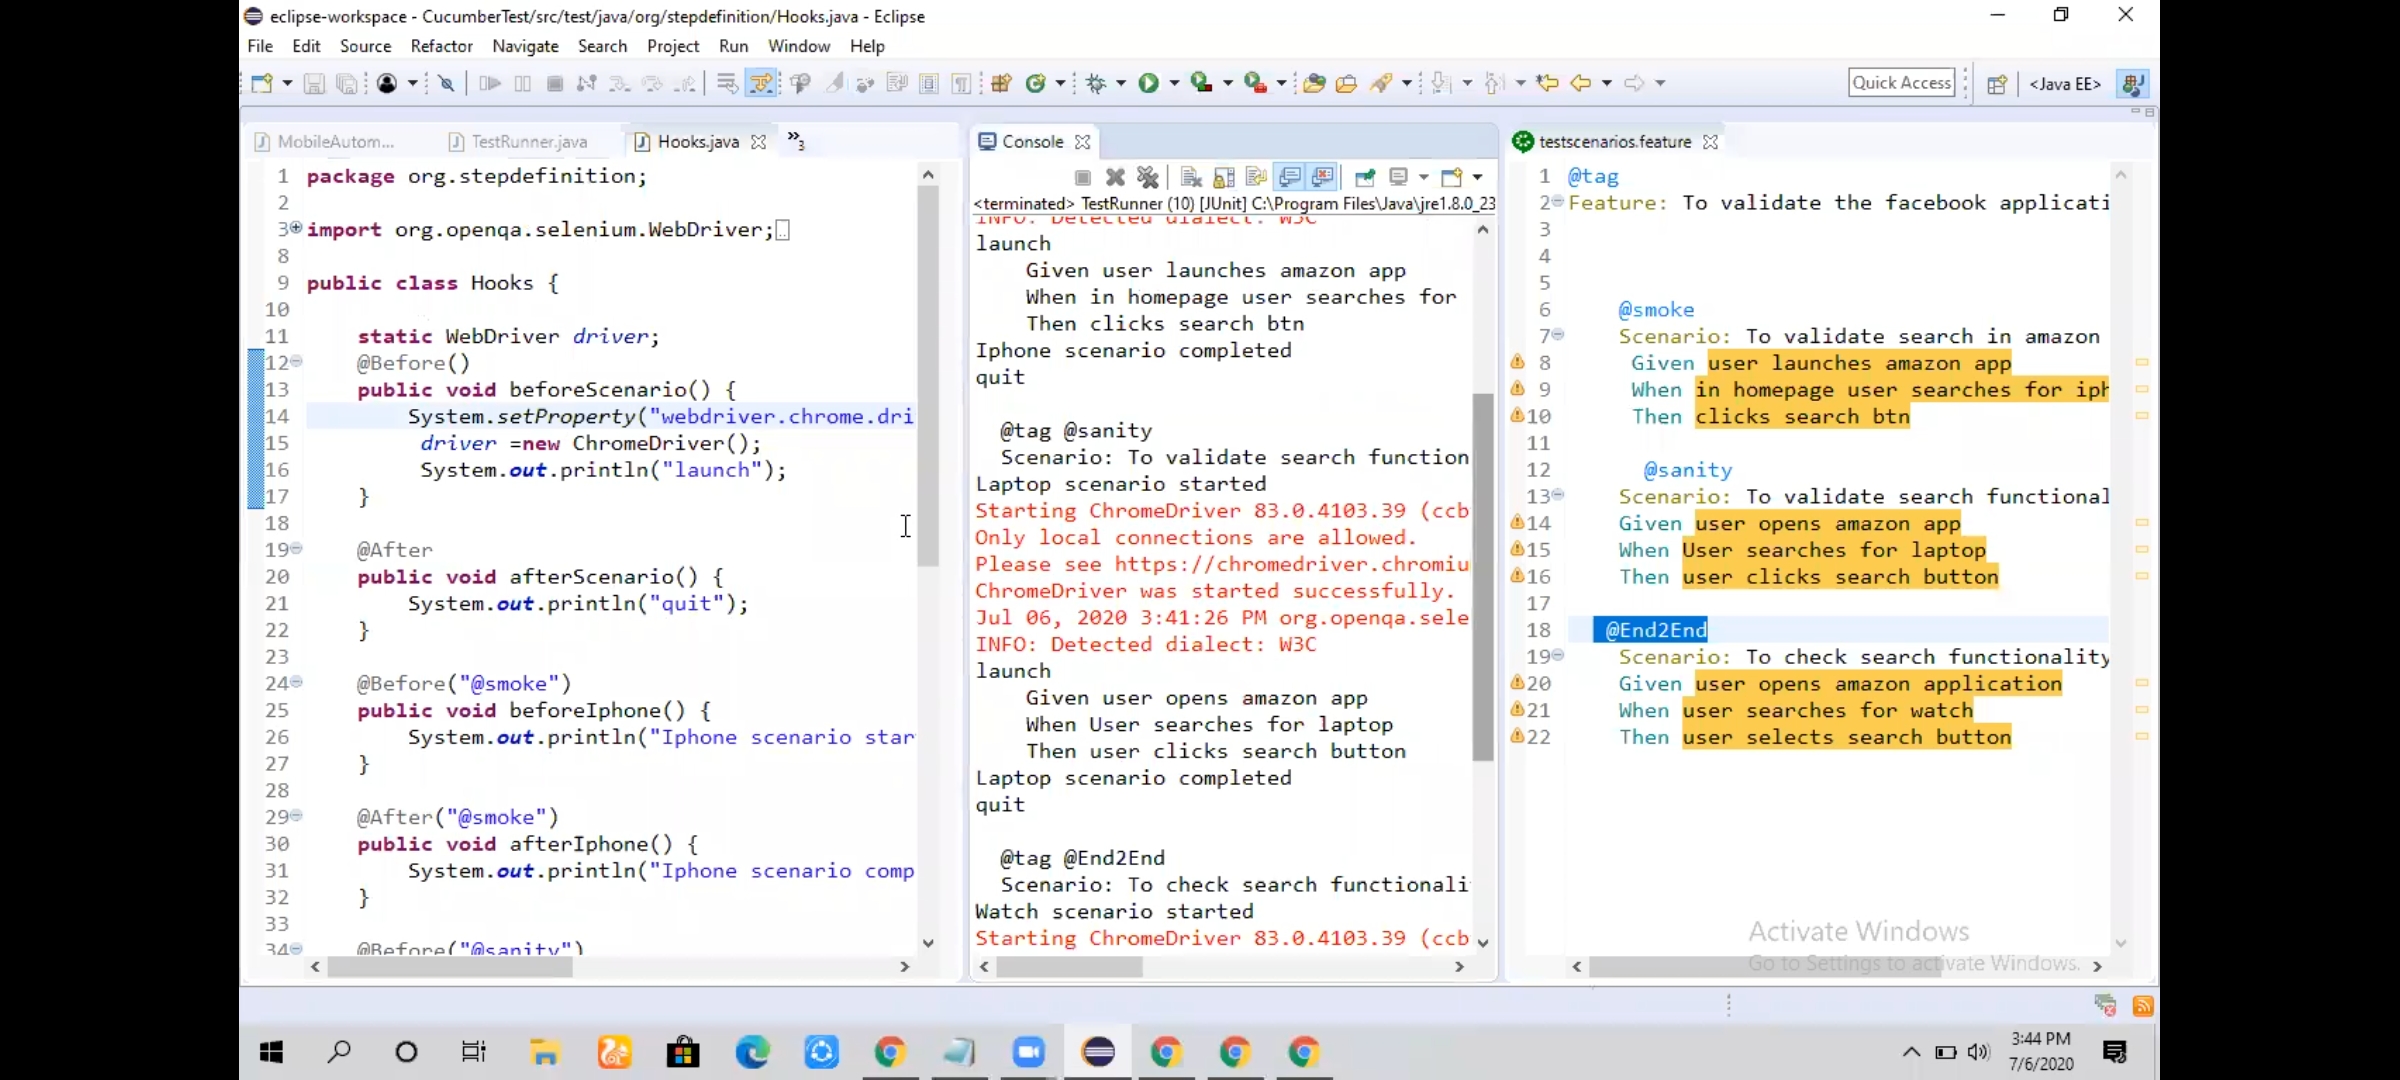 eclipse-workspace - CucumberTest/src/test/java/org/stepdefinition/Hooks.java - Eclipse
File Edit Source Refactor Navigate Search Project Run Window Help
Quick Access
<Java EE>
MobileAutom...
TestRunner.java
Hooks.java
»3
1 package org.stepdefinition;
2
3 import org.openqa.selenium.WebDriver;
8
9 public class Hooks {
10
11 static WebDriver driver;
12 @Before()
13 public void beforeScenario() {
14 System.setProperty("webdriver.chrome.dri
15 driver =new ChromeDriver();
16 System.out.println("launch");
17 }
18
19 @After
20 public void afterScenario() {
21 System.out.println("quit");
22 }
23
24 @Before("@smoke")
25 public void beforeIphone() {
26 System.out.println("Iphone scenario star
27 }
28
29 @After("@smoke")
30 public void afterIphone() {
31 System.out.println("Iphone scenario comp
32 }
33
34 @Before("@sanity")
Console
<terminated> TestRunner (10) [JUnit] C:\Program Files\Java\jre1.8.0_23
INFO: Detected dialect: W3C
launch
Given user launches amazon app
When in homepage user searches for
Then clicks search btn
Iphone scenario completed
quit
@tag @sanity
Scenario: To validate search function
Laptop scenario started
Starting ChromeDriver 83.0.4103.39 (ccb
Only local connections are allowed.
Please see https://chromedriver.chromiu
ChromeDriver was started successfully.
Jul 06, 2020 3:41:26 PM org.openqa.sele
INFO: Detected dialect: W3C
launch
Given user opens amazon app
When User searches for laptop
Then user clicks search button
Laptop scenario completed
quit
@tag @End2End
Scenario: To check search functionali
Watch scenario started
Starting ChromeDriver 83.0.4103.39 (ccb
testscenarios.feature
1 @tag
2 Feature: To validate the facebook applicati
3
4
5
6 @smoke
7 Scenario: To validate search in amazon
8 Given user launches amazon app
9 When in homepage user searches for iph
10 Then clicks search btn
11
12 @sanity
13 Scenario: To validate search functional
14 Given user opens amazon app
15 When User searches for laptop
16 Then user clicks search button
17
18 @End2End
19 Scenario: To check search functionality
20 Given user opens amazon application
21 When user searches for watch
22 Then user selects search button
Activate Windows
Go to Settings to activate Windows.
3:44 PM
7/6/2020